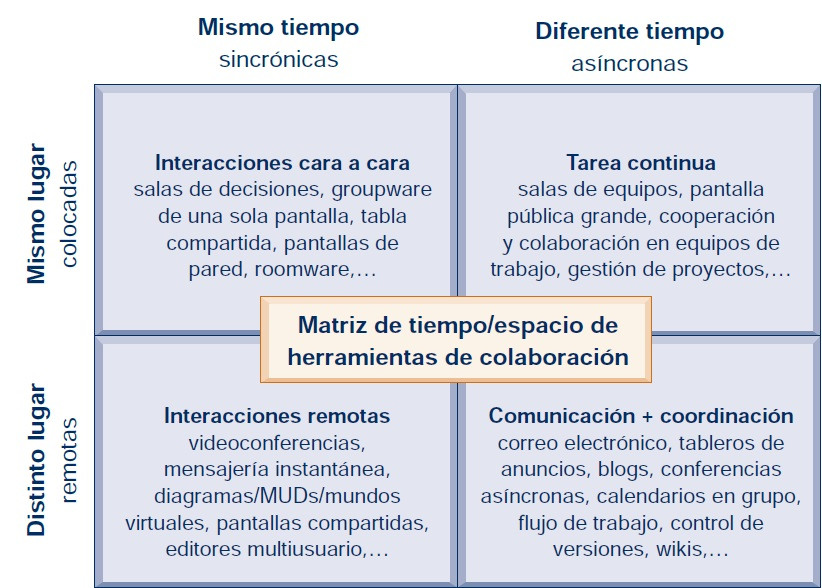 Mismo tiempo
sincrónicas
Diferente tiempo
asíncronas
Mismo lugar
colocadas
Interacciones cara a cara
salas de decisiones, groupware
de una sola pantalla, tabla
compartida, pantallas de
pared, roomware,…
Tarea continua
salas de equipos, pantalla
pública grande, cooperación
y colaboración en equipos de
trabajo, gestión de proyectos,…
Matriz de tiempo/espacio de
herramientas de colaboración
Distinto lugar
remotas
Interacciones remotas
videoconferencias,
mensajería instantánea,
diagramas/MUDs/mundos
virtuales, pantallas compartidas,
editores multiusuario,…
Comunicación + coordinación
correo electrónico, tableros de
anuncios, blogs, conferencias
asíncronas, calendarios en grupo,
flujo de trabajo, control de
versiones, wikis,…